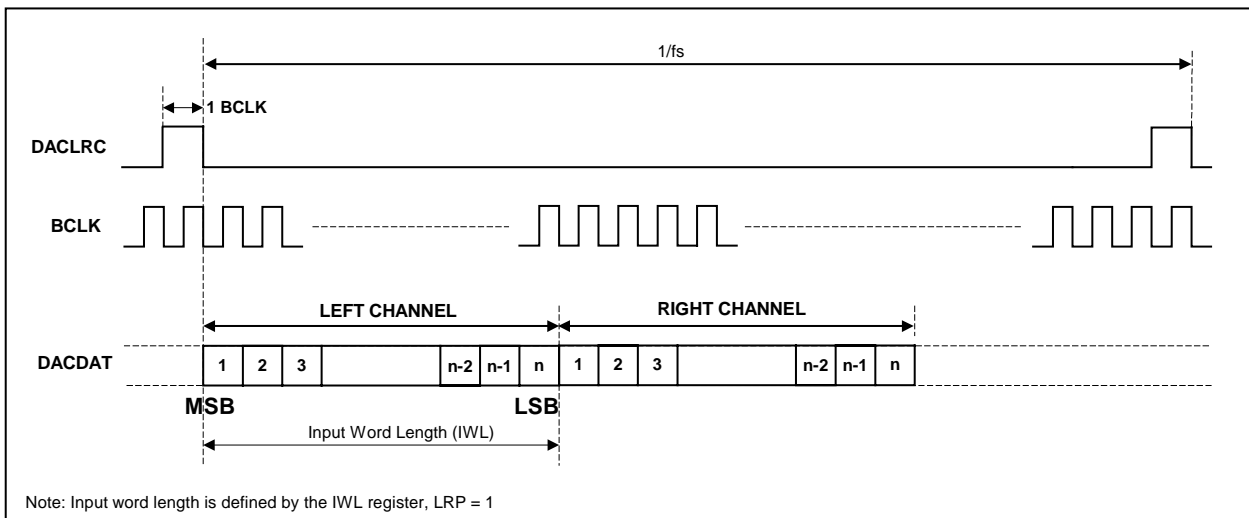 1/fs
1 BCLK
DACLRC
BCLK
LEFT CHANNEL RIGHT CHANNEL
DACDAT 1 2 3 n-2 n-1 n 1 2 3 n-2 n-1 n
MSB LSB
Input Word Length (IWL)
Note: Input word length is defined by the IWL register, LRP = 1